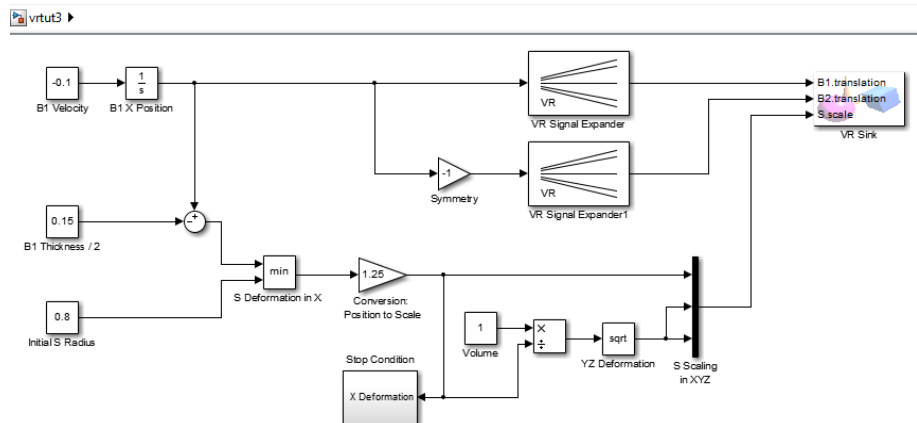 vrtut3
-0.1
B1 Velocity
1
s
B1 X Position
VR
VR Signal Expander
B1.translation
B2.translation
S.scale
VR Sink
-1
Symmetry
VR
VR Signal Expander1
0.15
B1 Thickness / 2
min
S Deformation in X
1.25
Conversion:
Position to Scale
0.8
Initial S Radius
1
Volume
sqrt
YZ Deformation
S Scaling
in XYZ
Stop Condition
X Deformation